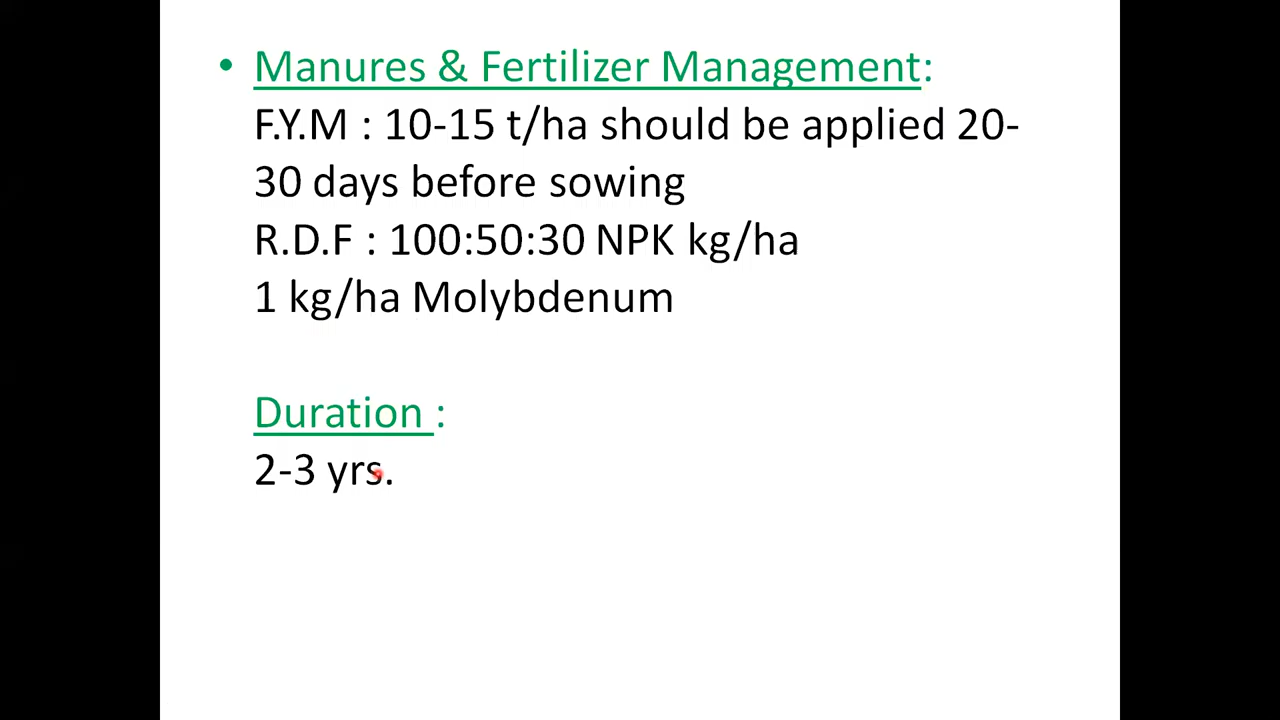 • Manures & Fertilizer Management:
F.Y.M : 10-15 t/ha should be applied 20-
30 days before sowing
R.D.F : 100:50:30 NPK kg/ha
1 kg/ha Molybdenum
Duration :
2-3 yrs.